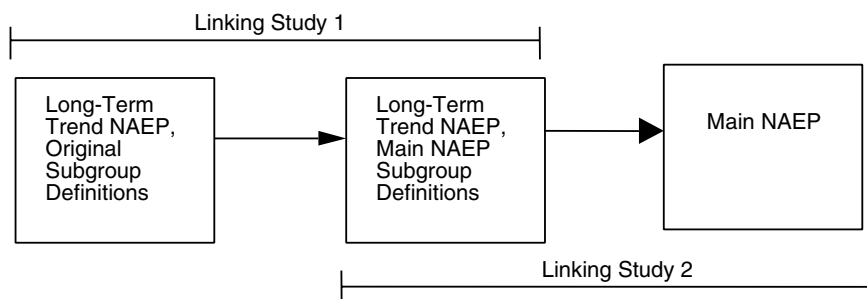 Linking Study 1
Long-Term
Trend NAEP,
Original
Subgroup
Definitions
Long-Term
Trend NAEP,
Main NAEP
Subgroup
Definitions
Main NAEP
Linking Study 2